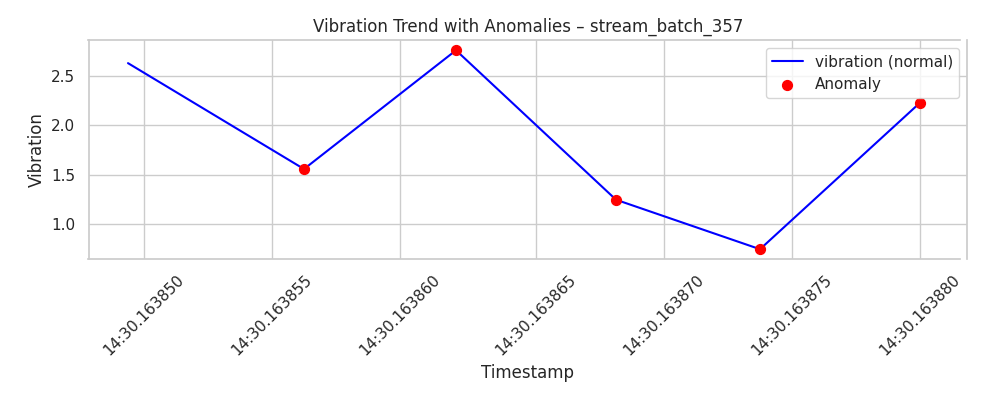 Vibration Trend with Anomalies – stream_batch_357
vibration (normal)
Anomaly
Vibration
2.5
2.0
1.5
1.0
14:30.163850
14:30.163855
14:30.163860
14:30.163865
14:30.163870
14:30.163875
14:30.163880
Timestamp